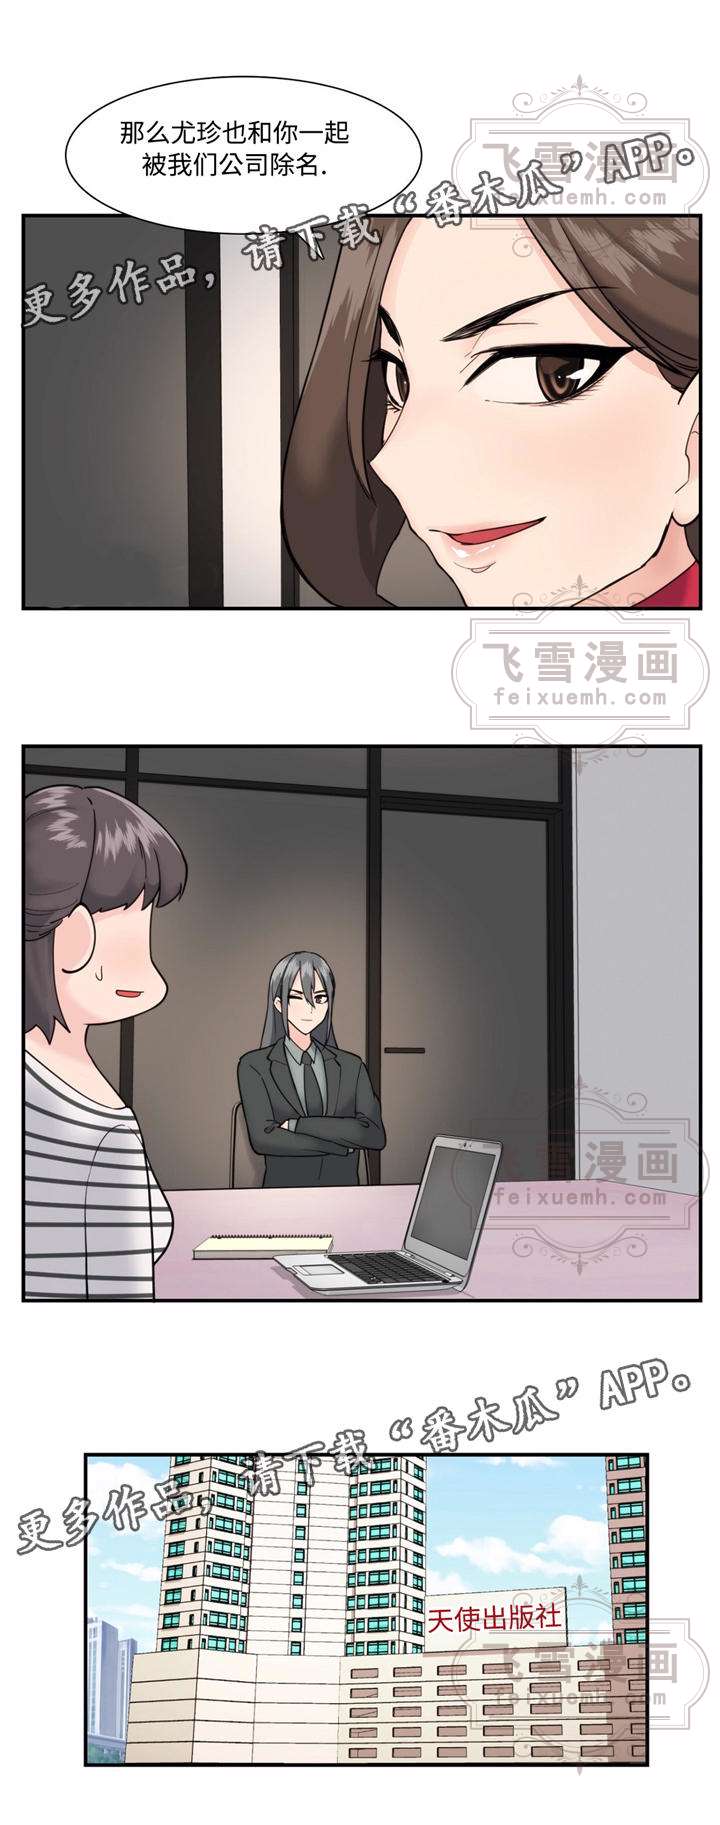 那么尤珍也和你一起
被我们公司除名.
飞雪漫画
feixuemh.com
更多作品，请下载“番木瓜”APP。
飞雪漫画
feixuemh.com
飞雪漫画
feixuemh.com
更多作品，请下载“番木瓜”APP。
天使出版社
飞雪漫画
feixuemh.com